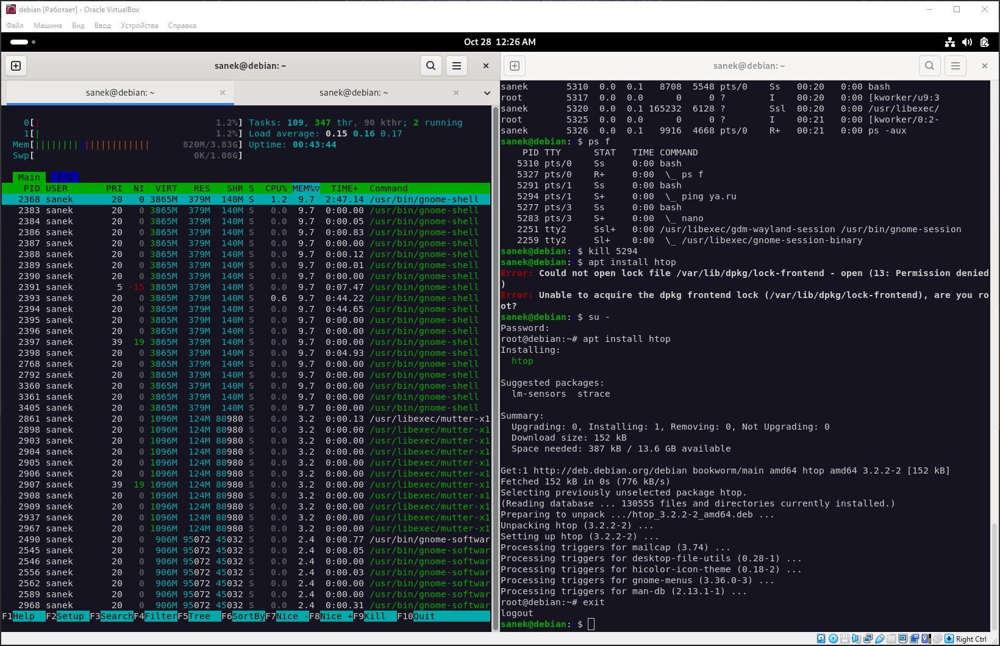 debian [Работает] - Oracle VirtualBox
Файл Машина Вид Ввод Устройства Справка
Oct 28 12:26 AM
sanek@debian: ~
sanek@debian: ~ sanek@debian: ~
0[| 1.2%] Tasks: 109, 347 thr, 90 kthr; 2 running
1[| 1.2%] Load average: 0.15 0.16 0.17
Mem[||||||||||||||||||||| 820M/3.83G] Uptime: 00:43:44
Swp[ 0K/1.08G]
Main I/O
PID USER PRI NI VIRT RES SHR S CPU% MEM%▽ TIME+ Command
2368 sanek 20 0 3865M 379M 140M S 1.2 9.7 2:47.14 /usr/bin/gnome-shell
2383 sanek 20 0 3865M 379M 140M S 0.0 9.7 0:00.00 /usr/bin/gnome-shell
2384 sanek 20 0 3865M 379M 140M S 0.0 9.7 0:00.05 /usr/bin/gnome-shell
2386 sanek 20 0 3865M 379M 140M S 0.0 9.7 0:00.83 /usr/bin/gnome-shell
2387 sanek 20 0 3865M 379M 140M S 0.0 9.7 0:00.00 /usr/bin/gnome-shell
2388 sanek 20 0 3865M 379M 140M S 0.0 9.7 0:00.12 /usr/bin/gnome-shell
2389 sanek 20 0 3865M 379M 140M S 0.0 9.7 0:00.01 /usr/bin/gnome-shell
2390 sanek 20 0 3865M 379M 140M S 0.0 9.7 0:00.00 /usr/bin/gnome-shell
2391 sanek 5 -15 3865M 379M 140M S 0.0 9.7 0:07.47 /usr/bin/gnome-shell
2393 sanek 20 0 3865M 379M 140M S 0.6 9.7 0:44.22 /usr/bin/gnome-shell
2394 sanek 20 0 3865M 379M 140M S 0.0 9.7 0:44.65 /usr/bin/gnome-shell
2395 sanek 20 0 3865M 379M 140M S 0.0 9.7 0:00.00 /usr/bin/gnome-shell
2396 sanek 20 0 3865M 379M 140M S 0.0 9.7 0:00.00 /usr/bin/gnome-shell
2397 sanek 39 19 3865M 379M 140M S 0.0 9.7 0:00.00 /usr/bin/gnome-shell
2398 sanek 20 0 3865M 379M 140M S 0.0 9.7 0:04.93 /usr/bin/gnome-shell
2768 sanek 20 0 3865M 379M 140M S 0.0 9.7 0:00.00 /usr/bin/gnome-shell
2792 sanek 20 0 3865M 379M 140M S 0.0 9.7 0:00.00 /usr/bin/gnome-shell
3360 sanek 20 0 3865M 379M 140M S 0.0 9.7 0:00.00 /usr/bin/gnome-shell
3361 sanek 20 0 3865M 379M 140M S 0.0 9.7 0:00.00 /usr/bin/gnome-shell
3405 sanek 20 0 3865M 379M 140M S 0.0 9.7 0:00.00 /usr/bin/gnome-shell
2861 sanek 20 0 1096M 124M 80980 S 0.0 3.2 0:00.13 /usr/libexec/mutter-x1
2898 sanek 20 0 1096M 124M 80980 S 0.0 3.2 0:00.00 /usr/libexec/mutter-x1
2903 sanek 20 0 1096M 124M 80980 S 0.0 3.2 0:00.00 /usr/libexec/mutter-x1
2904 sanek 20 0 1096M 124M 80980 S 0.0 3.2 0:00.00 /usr/libexec/mutter-x1
2905 sanek 20 0 1096M 124M 80980 S 0.0 3.2 0:00.00 /usr/libexec/mutter-x1
2906 sanek 20 0 1096M 124M 80980 S 0.0 3.2 0:00.00 /usr/libexec/mutter-x1
2907 sanek 39 19 1096M 124M 80980 S 0.0 3.2 0:00.00 /usr/libexec/mutter-x1
2908 sanek 20 0 1096M 124M 80980 S 0.0 3.2 0:00.00 /usr/libexec/mutter-x1
2909 sanek 20 0 1096M 124M 80980 S 0.0 3.2 0:00.00 /usr/libexec/mutter-x1
2937 sanek 20 0 1096M 124M 80980 S 0.0 3.2 0:00.00 /usr/libexec/mutter-x1
2967 sanek 20 0 1096M 124M 80980 S 0.0 3.2 0:00.00 /usr/libexec/mutter-x1
2490 sanek 20 0 906M 95072 45032 S 0.0 2.4 0:00.77 /usr/bin/gnome-softwar
2545 sanek 20 0 906M 95072 45032 S 0.0 2.4 0:00.05 /usr/bin/gnome-softwar
2546 sanek 20 0 906M 95072 45032 S 0.0 2.4 0:00.00 /usr/bin/gnome-softwar
2556 sanek 20 0 906M 95072 45032 S 0.0 2.4 0:00.03 /usr/bin/gnome-softwar
2562 sanek 20 0 906M 95072 45032 S 0.0 2.4 0:00.00 /usr/bin/gnome-softwar
2589 sanek 20 0 906M 95072 45032 S 0.0 2.4 0:00.00 /usr/bin/gnome-softwar
2968 sanek 20 0 906M 95072 45032 S 0.0 2.4 0:00.31 /usr/bin/gnome-softwar
F1Help F2Setup F3SearchF4FilterF5Tree F6SortByF7Nice -F8Nice +F9Kill F10Quit
sanek@debian: ~
sanek 5310 0.0 0.1 8708 5548 pts/0 Ss 00:20 0:00 bash
root 5317 0.0 0.0 0 0 ? I 00:20 0:00 [kworker/u9:3
sanek 5320 0.0 0.1 165232 6128 ? Ssl 00:20 0:00 /usr/libexec/
root 5325 0.0 0.0 0 0 ? I 00:21 0:00 [kworker/0:2-
sanek 5326 0.0 0.1 9916 4668 pts/0 R+ 00:21 0:00 ps -aux
sanek@debian:~$ ps f
PID TTY STAT TIME COMMAND
5310 pts/0 Ss 0:00 bash
5327 pts/0 R+ 0:00 \_ ps f
5291 pts/1 Ss 0:00 bash
5294 pts/1 S+ 0:00 \_ ping ya.ru
5277 pts/3 Ss 0:00 bash
5283 pts/3 S+ 0:00 \_ nano
2251 tty2 Ssl+ 0:00 /usr/libexec/gdm-wayland-session /usr/bin/gnome-session
2259 tty2 Sl+ 0:00 \_ /usr/libexec/gnome-session-binary
sanek@debian:~$ kill 5294
sanek@debian:~$ apt install htop
Error: Could not open lock file /var/lib/dpkg/lock-frontend - open (13: Permission denied
)
Error: Unable to acquire the dpkg frontend lock (/var/lib/dpkg/lock-frontend), are you ro
ot?
sanek@debian:~$ su -
Password:
root@debian:~# apt install htop
Installing:
htop
Suggested packages:
lm-sensors strace
Summary:
Upgrading: 0, Installing: 1, Removing: 0, Not Upgrading: 0
Download size: 152 kB
Space needed: 387 kB / 13.6 GB available
Get:1 http://deb.debian.org/debian bookworm/main amd64 htop amd64 3.2.2-2 [152 kB]
Fetched 152 kB in 0s (776 kB/s)
Selecting previously unselected package htop.
(Reading database ... 130555 files and directories currently installed.)
Preparing to unpack .../htop_3.2.2-2_amd64.deb ...
Unpacking htop (3.2.2-2) ...
Setting up htop (3.2.2-2) ...
Processing triggers for mailcap (3.74) ...
Processing triggers for desktop-file-utils (0.28-1) ...
Processing triggers for hicolor-icon-theme (0.18-2) ...
Processing triggers for gnome-menus (3.36.0-3) ...
Processing triggers for man-db (2.13.1-1) ...
root@debian:~# exit
logout
sanek@debian:~$
Right Ctrl